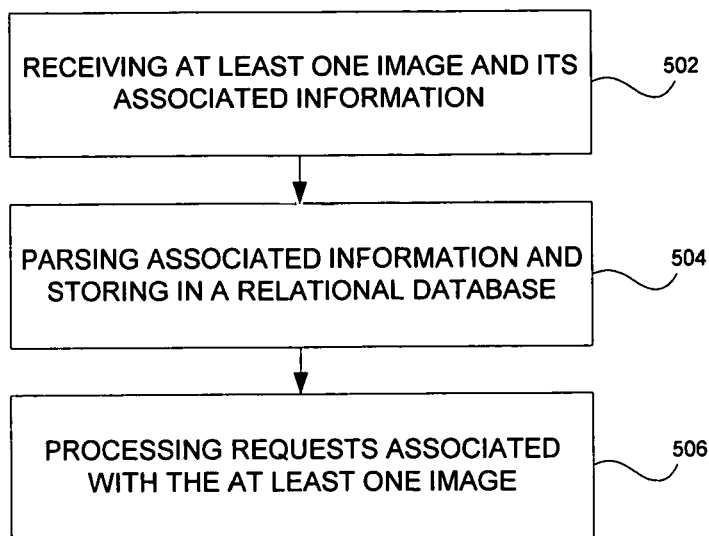 RECEIVING AT LEAST ONE IMAGE AND ITS
ASSOCIATED INFORMATION
502
PARSING ASSOCIATED INFORMATION AND
STORING IN A RELATIONAL DATABASE
504
PROCESSING REQUESTS ASSOCIATED
WITH THE AT LEAST ONE IMAGE
506